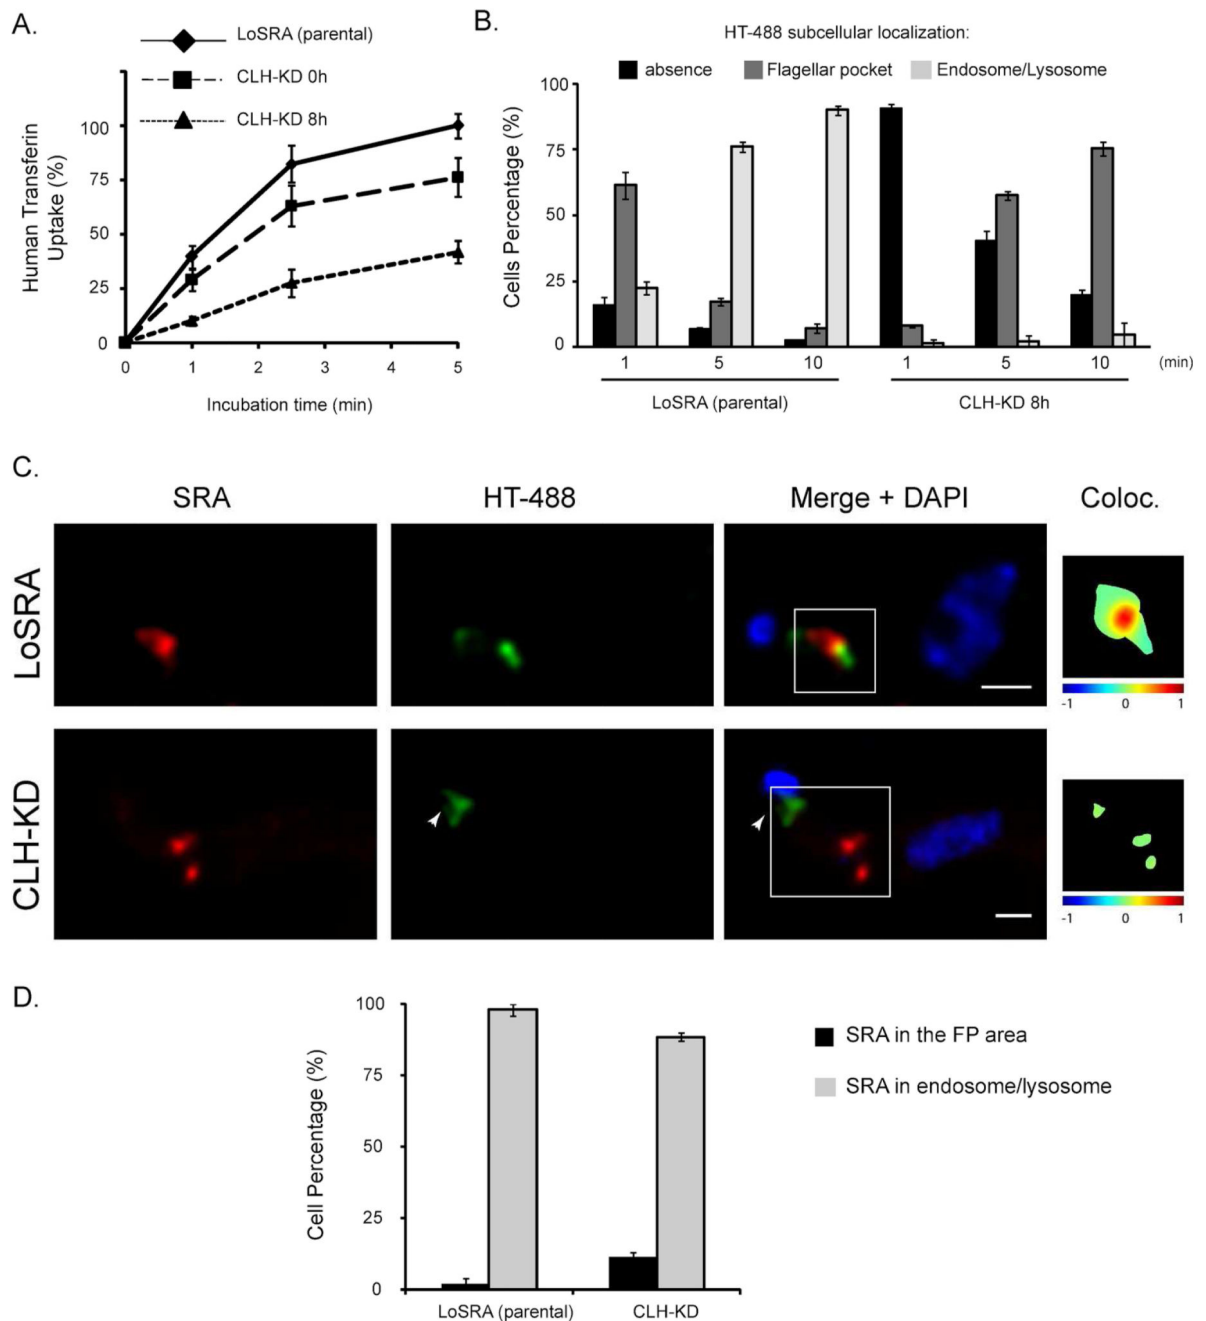 A.
LoSRA (parental)
CLH-KD 0h
CLH-KD 8h
Human Transferin
Uptake (%)
100
75
50
25
0
0 1 2 3 4 5
Incubation time (min)
B.
HT-488 subcellular localization:
absence Flagellar pocket Endosome/Lysosome
Cells Percentage (%)
100
75
50
25
0
1 5 10 1 5 10 (min)
LoSRA (parental) CLH-KD 8h
C.
SRA HT-488 Merge + DAPI Coloc.
LoSRA
-1 0 1
CLH-KD
-1 0 1
D.
Cell Percentage (%)
100
75
50
25
0
LoSRA (parental) CLH-KD
SRA in the FP area
SRA in endosome/lysosome